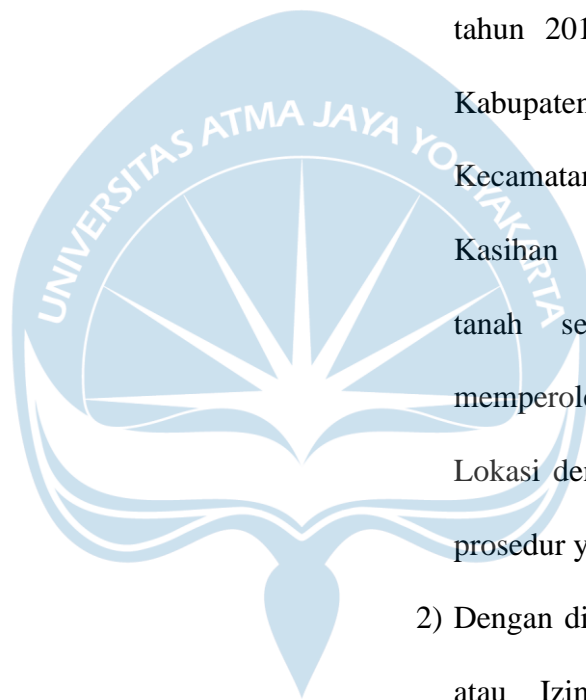 tahun 201
Kabupaten
Kecamatan
Kasihan
tanah se
memperole
Lokasi de
prosedur y
2) Dengan di
atau Izin
UNIVERSITAS ATMA JAYA YOGYAKARTA